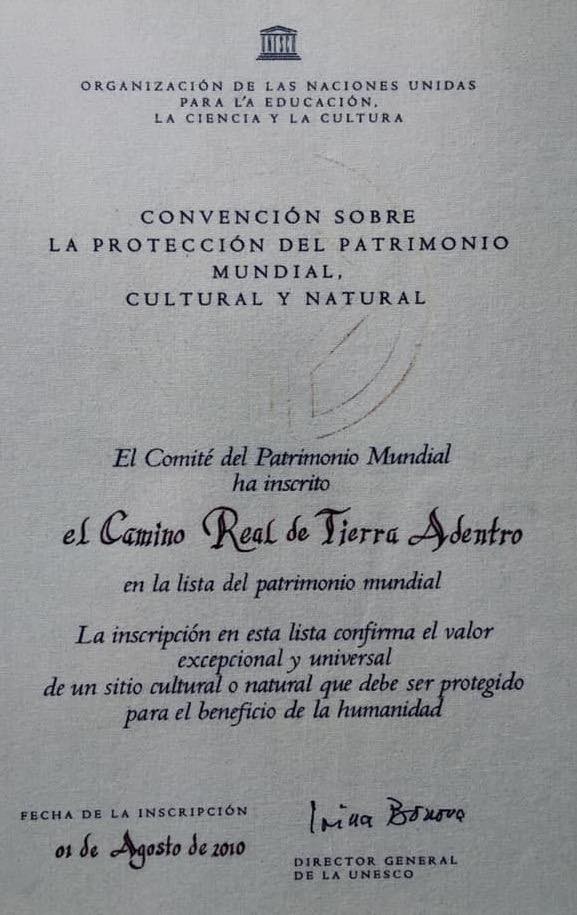 UNESCO
ORGANIZACIÓN DE LAS NACIONES UNIDAS
PARA LA EDUCACIÓN,
LA CIENCIA Y LA CULTURA
CONVENCIÓN SOBRE
LA PROTECCIÓN DEL PATRIMONIO
MUNDIAL,
CULTURAL Y NATURAL
El Comité del Patrimonio Mundial
ha inscrito
el Camino Real de Tierra Adentro
en la lista del patrimonio mundial
La inscripción en esta lista confirma el valor
excepcional y universal
de un sitio cultural o natural que debe ser protegido
para el beneficio de la humanidad
FECHA DE LA INSCRIPCIÓN
01 de Agosto de 2010
Irina Bokova
DIRECTOR GENERAL
DE LA UNESCO